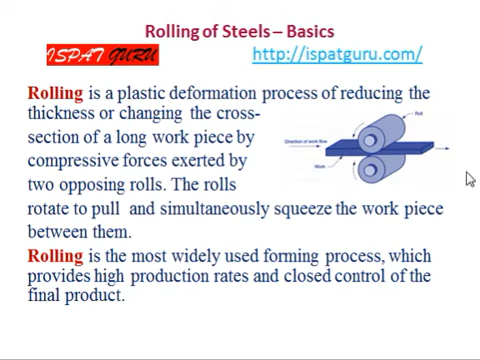 Rolling of Steels – Basics
ISPAT GURU
http://ispatguru.com/
Rolling is a plastic deformation process of reducing the
thickness or changing the cross-
section of a long work piece by
compressive forces exerted by
two opposing rolls. The rolls
rotate to pull and simultaneously squeeze the work piece
between them.
Roll
Direction of work flow
Work
Rolling is the most widely used forming process, which
provides high production rates and closed control of the
final product.